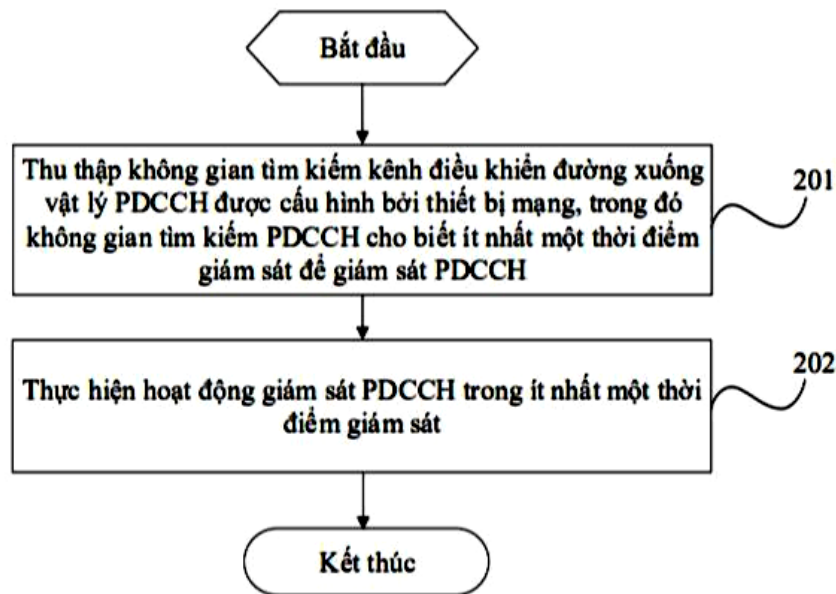 Bắt đầu
Thu thập không gian tìm kiếm kênh điều khiển đường xuống
vật lý PDCCH được cấu hình bởi thiết bị mạng, trong đó
không gian tìm kiếm PDCCH cho biết ít nhất một thời điểm
giám sát để giám sát PDCCH
201
Thực hiện hoạt động giám sát PDCCH trong ít nhất một thời
điểm giám sát
202
Kết thúc